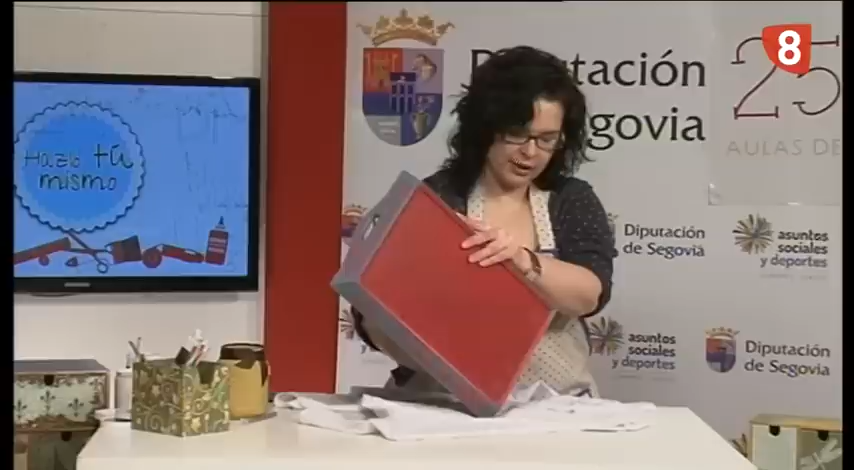 8
Diputación
Segovia
25
AULAS DE
Hazlo tú
mismo
Diputación
de Segovia
asuntos
sociales
y deportes
asuntos
sociales
y deportes
Diputación
de Segovia